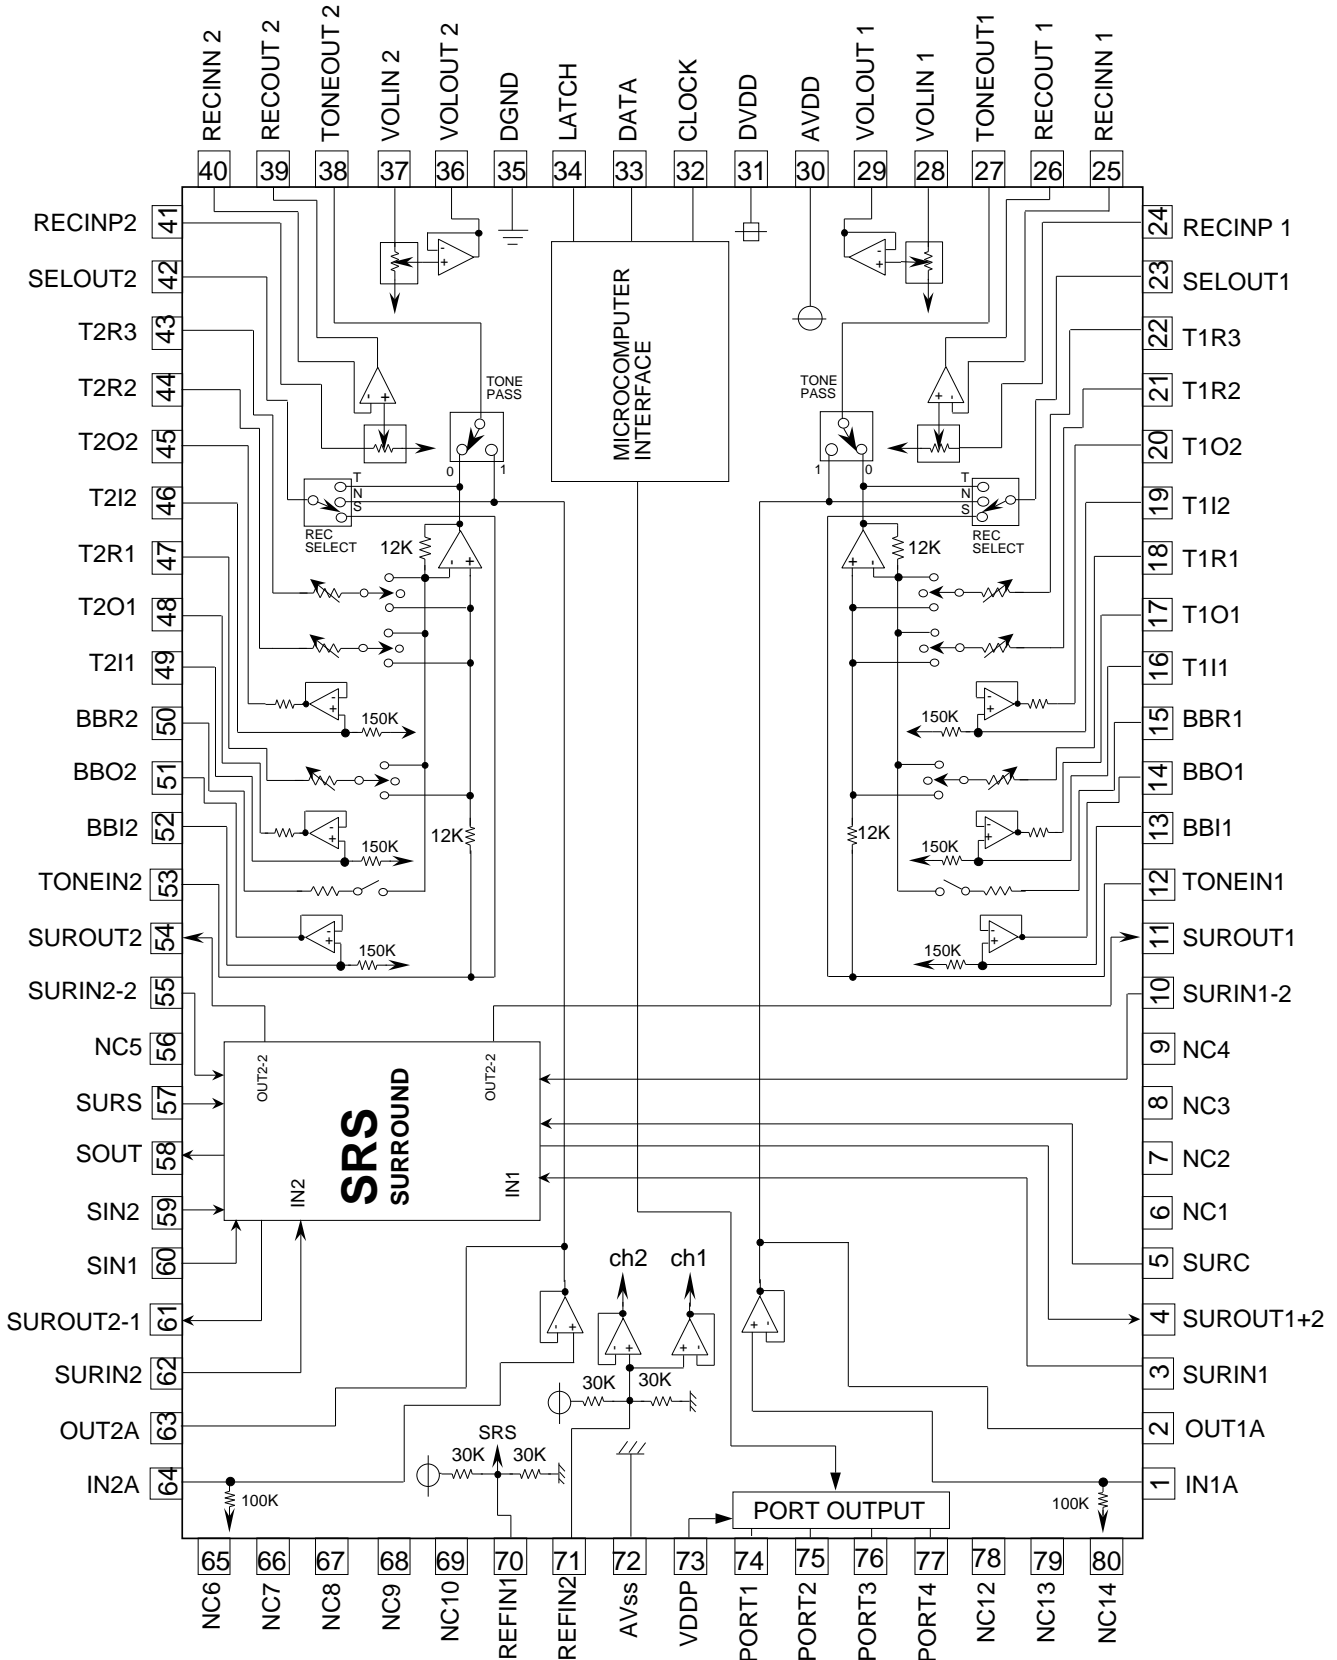 RECINN 2
RECOUT 2
TONEOUT 2
VOLIN 2
VOLOUT 2
DGND
LATCH
DATA
CLOCK
DVDD
AVDD
VOLOUT 1
VOLIN 1
TONEOUT1
RECOUT 1
RECINN 1
40
39
38
37
36
35
34
33
32
31
30
29
28
27
26
25
RECINP2
41
SELOUT2
42
T2R3
43
T2R2
44
T2O2
45
T2I2
46
T2R1
47
T2O1
48
T2I1
49
BBR2
50
BBO2
51
BBI2
52
TONEIN2
53
SUROUT2
54
SURIN2-2
55
NC5
56
SURS
57
SOUT
58
SIN2
59
SIN1
60
SUROUT2-1
61
SURIN2
62
OUT2A
63
IN2A
64
24
RECINP 1
23
SELOUT1
22
T1R3
21
T1R2
20
T1O2
19
T1I2
18
T1R1
17
T1O1
16
T1I1
15
BBR1
14
BBO1
13
BBI1
12
TONEIN1
11
SUROUT1
10
SURIN1-2
9
NC4
8
NC3
7
NC2
6
NC1
5
SURC
4
SUROUT1+2
3
SURIN1
2
OUT1A
1
IN1A
MICROCOMPUTER
INTERFACE
TONE
PASS
0
1
T
N
S
REC
SELECT
12K
150K
12K
150K
150K
-
+
-
+
-
+
-
+
-
+
-
+
TONE
PASS
1
0
T
N
S
REC
SELECT
12K
150K
12K
150K
150K
-
+
+
-
+
-
-
+
-
+
-
+
OUT2-2
OUT2-2
SRS
SURROUND
IN2
IN1
ch2
ch1
-
+
-
+
+
-
+
-
30K
30K
SRS
30K
30K
100K
100K
PORT OUTPUT
65
66
67
68
69
70
71
72
73
74
75
76
77
78
79
80
NC6
NC7
NC8
NC9
NC10
REFIN1
REFIN2
AVss
VDDP
PORT1
PORT2
PORT3
PORT4
NC12
NC13
NC14